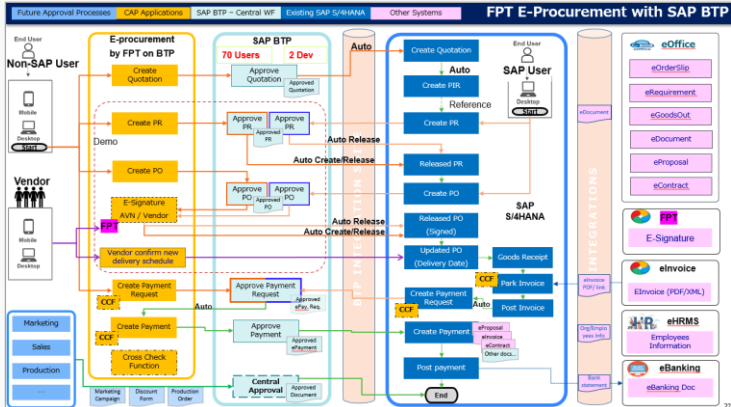 Future Approval Processes
CAP Applications
SAP BTP – Central WF
Existing SAP S/4HANA
Other Systems
FPT E-Procurement with SAP BTP
End User
Non-SAP User
Mobile
Desktop
Start
Vendor
Mobile
Desktop
Marketing
Sales
Production
...
E-procurement
by FPT on BTP
Create
Quotation
Demo
Create PR
Create PO
E-Signature
AVN / Vendor
FPT
Vendor confirm new
delivery schedule
Create Payment
Request
CCF
Auto
Create Payment
CCF
Cross Check
Function
Marketing
Campaign
Discount
Form
Production
Order
SAP BTP
70 Users
2 Dev
Approve
Quotation
Approved
Quotation
Approve
PR
Approve
PR
Approved
PR
Approve
PO
Approve
PO
Approved
PO
Approve Payment
Request
Approved
ePay. Req.
Approve
Payment
Approved
ePayment
Central
Approval
Approved
Document
Auto
Auto Release
Auto Create/Release
Auto Release
Auto Create/Release
Create Quotation
Auto
Create PIR
Reference
Create PR
Released PR
Create PO
Released PO
(Signed)
Updated PO
(Delivery Date)
Goods Receipt
CCF
Park Invoice
Create Payment
Request
Auto
Post Invoice
CCF
Create Payment
eProposal
eInvoice
eContract
Other docs...
Post payment
End
End User
SAP User
Desktop
Start
SAP
S/4HANA
INTEGRATIONS
eDocument
eInvoice
PDF/ link
Org/Emplo
yees Info
Bank
statement
eOffice
eOrderSlip
eRequirement
eGoodsOut
eDocument
eProposal
eContract
FPT
E-Signature
eInvoice
EInvoice (PDF/XML)
eHRMS
Employees
Information
eBanking
eBanking Doc